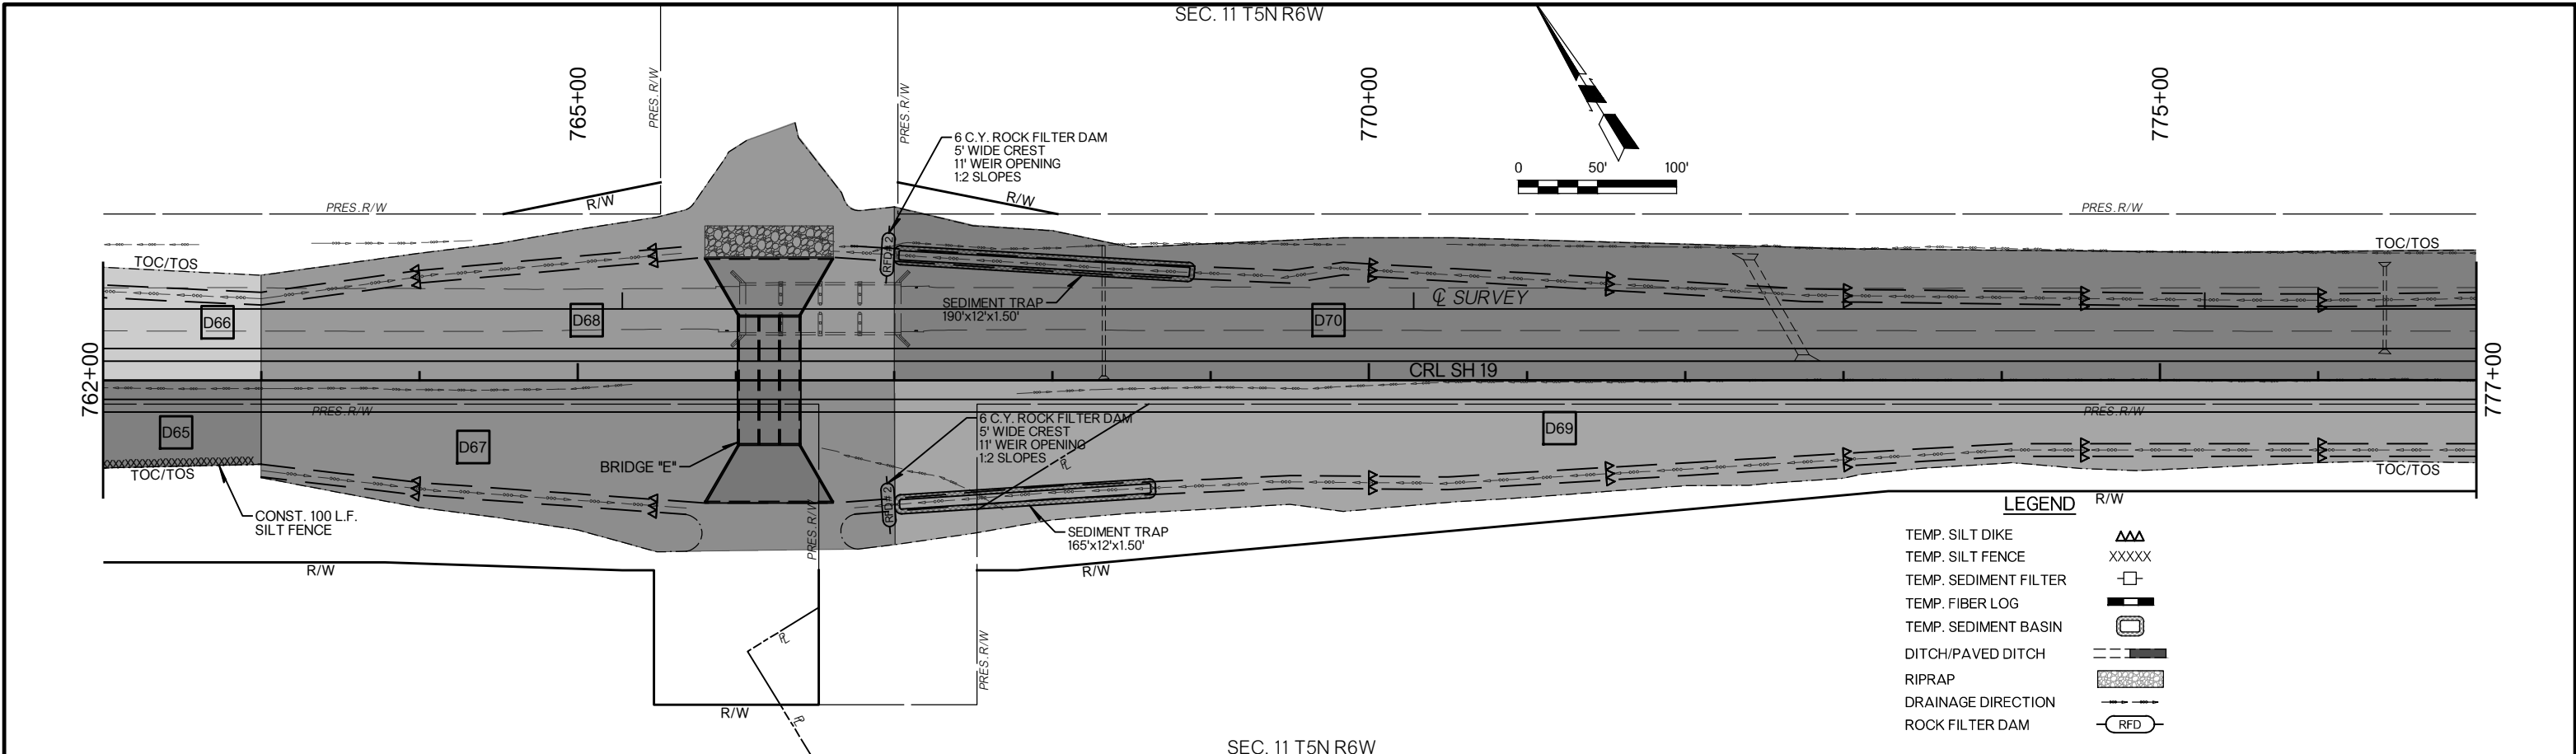 SEC. 11 T5N R6W
765+00
770+00
775+00
PRES. R/W
PRES. R/W
6 C.Y. ROCK FILTER DAM
5' WIDE CREST
11' WEIR OPENING
1:2 SLOPES
0 50' 100'
PRES. R/W
R/W
R/W
PRES. R/W
TOC/TOS
RFD# 2
TOC/TOS
SEDIMENT TRAP
190'x12'x1.50'
℄ SURVEY
D66
D68
D70
762+00
777+00
CRL SH 19
PRES. R/W
PRES. R/W
D65
D67
D69
6 C.Y. ROCK FILTER DAM
5' WIDE CREST
11' WEIR OPENING
1:2 SLOPES
BRIDGE "E"
℄
TOC/TOS
TOC/TOS
RFD# 2
CONST. 100 L.F.
SILT FENCE
SEDIMENT TRAP
165'x12'x1.50'
PRES. R/W
R/W
R/W
R/W
PRES. R/W
R/W
LEGEND
TEMP. SILT DIKE
TEMP. SILT FENCE XXXXX
TEMP. SEDIMENT FILTER
TEMP. FIBER LOG
TEMP. SEDIMENT BASIN
DITCH/PAVED DITCH
RIPRAP
DRAINAGE DIRECTION
ROCK FILTER DAM RFD
SEC. 11 T5N R6W